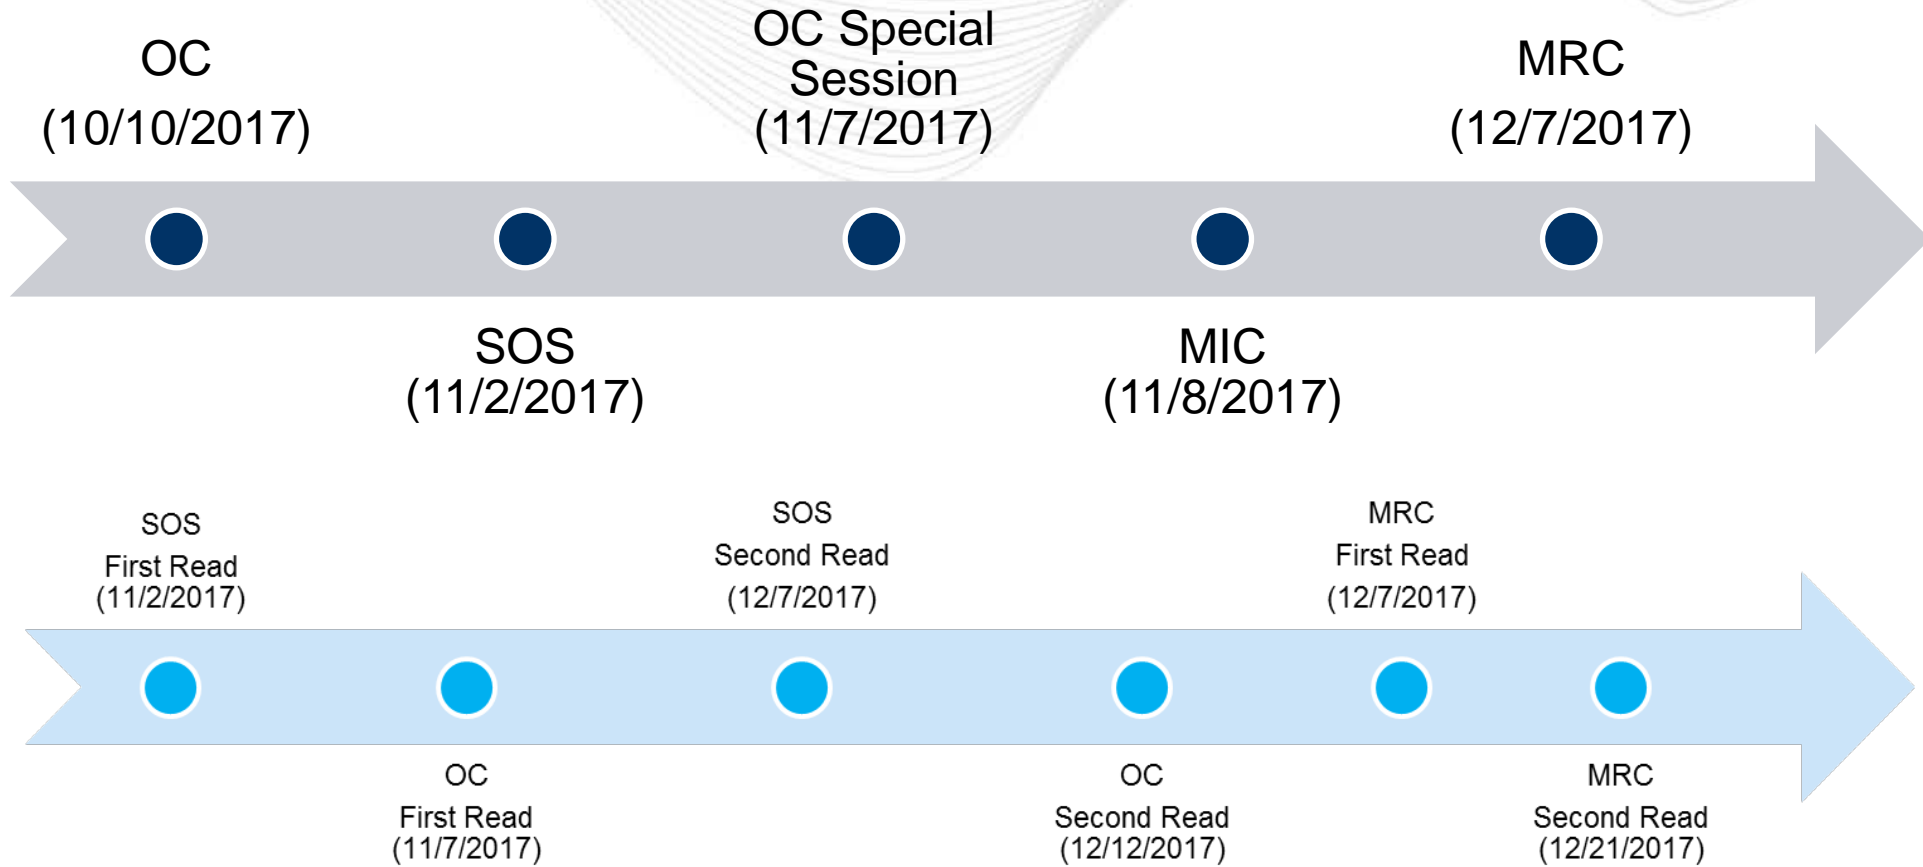 OC
(10/10/2017)
SOS
(11/2/2017)
OC Special
Session
(11/7/2017)
MIC
(11/8/2017)
MRC
(12/7/2017)
SOS
First Read
(11/2/2017)
OC
First Read
(11/7/2017)
SOS
Second Read
(12/7/2017)
OC
Second Read
(12/12/2017)
MRC
First Read
(12/7/2017)
MRC
Second Read
(12/21/2017)